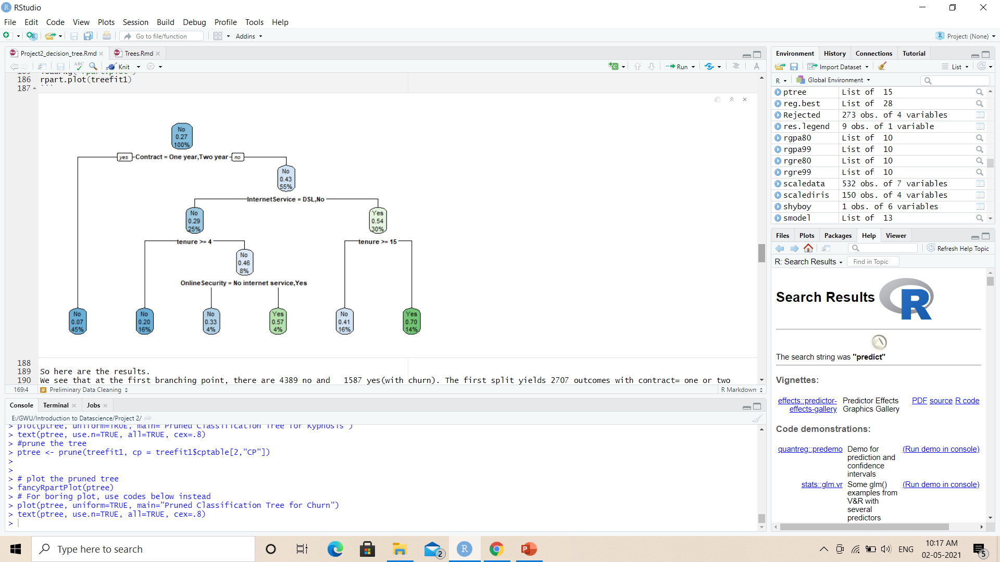 RStudio
File Edit Code View Plots Session Build Debug Profile Tools Help
Go to file/function Addins Project: (None)
Project2_decision_tree.Rmd Trees.Rmd
ABC Knit Run
186 rpart.plot(treefit1)
187 ```
No
0.27
100%
yes Contract = One year,Two year no
No
0.43
55%
InternetService = DSL,No
No
0.29
25%
Yes
0.54
30%
tenure >= 4
tenure >= 15
No
0.46
8%
OnlineSecurity = No internet service,Yes
No
0.07
45%
No
0.20
16%
No
0.33
4%
Yes
0.57
4%
No
0.41
16%
Yes
0.70
14%
188
189 So here are the results.
190 We see that at the first branching point, there are 4389 no and   1587 yes(with churn). The first split yields 2707 outcomes with contract= one or two
169:4 # Preliminary Data Cleaning R Markdown
Console Terminal Jobs
E:/GWU/Introduction to Datascience/Project 2/
> plot(ptree, uniform=TRUE, main="Pruned Classification Tree for Kyphosis")
> text(ptree, use.n=TRUE, all=TRUE, cex=.8)
> #prune the tree
> ptree <- prune(treefit1, cp = treefit1$cptable[2,"CP"])
>
>
> # plot the pruned tree
> fancyRpartPlot(ptree)
> # For boring plot, use codes below instead
> plot(ptree, uniform=TRUE, main="Pruned Classification Tree for Churn")
> text(ptree, use.n=TRUE, all=TRUE, cex=.8)
>
Environment History Connections Tutorial
Import Dataset List
R Global Environment
ptree List of 15
reg.best List of 28
Rejected 273 obs. of 4 variables
res.legend 9 obs. of 1 variable
rgpa80 List of 10
rgpa99 List of 10
rgre80 List of 10
rgre99 List of 10
scaledata 532 obs. of 7 variables
scalediris 150 obs. of 4 variables
shyboy 1 obs. of 6 variables
smodel List of 13
Files Plots Packages Help Viewer
Refresh Help Topic
R: Search Results Find in Topic
Search Results R
The search string was "predict"
Vignettes:
effects::predictor- Predictor Effects PDF source R code
effects-gallery Graphics Gallery
Code demonstrations:
quantreg::predemo Demo for (Run demo in console)
prediction and
confidence
intervals
stats::glm.vr Some glm() (Run demo in console)
examples from
V&R with
several
predictors
Type here to search
2
R
P
ENG
10:17 AM
02-05-2021
5